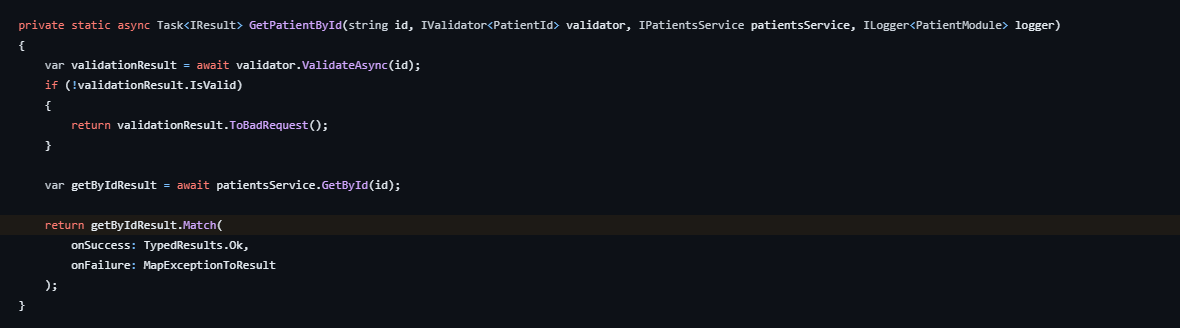 private static async Task<IResult> GetPatientById(string id, IValidator<PatientId> validator, IPatientsService patientsService, ILogger<PatientModule> logger)
{
    var validationResult = await validator.ValidateAsync(id);
    if (!validationResult.IsValid)
    {
        return validationResult.ToBadRequest();
    }

    var getByIdResult = await patientsService.GetById(id);

    return getByIdResult.Match(
        onSuccess: TypedResults.Ok,
        onFailure: MapExceptionToResult
    );
}